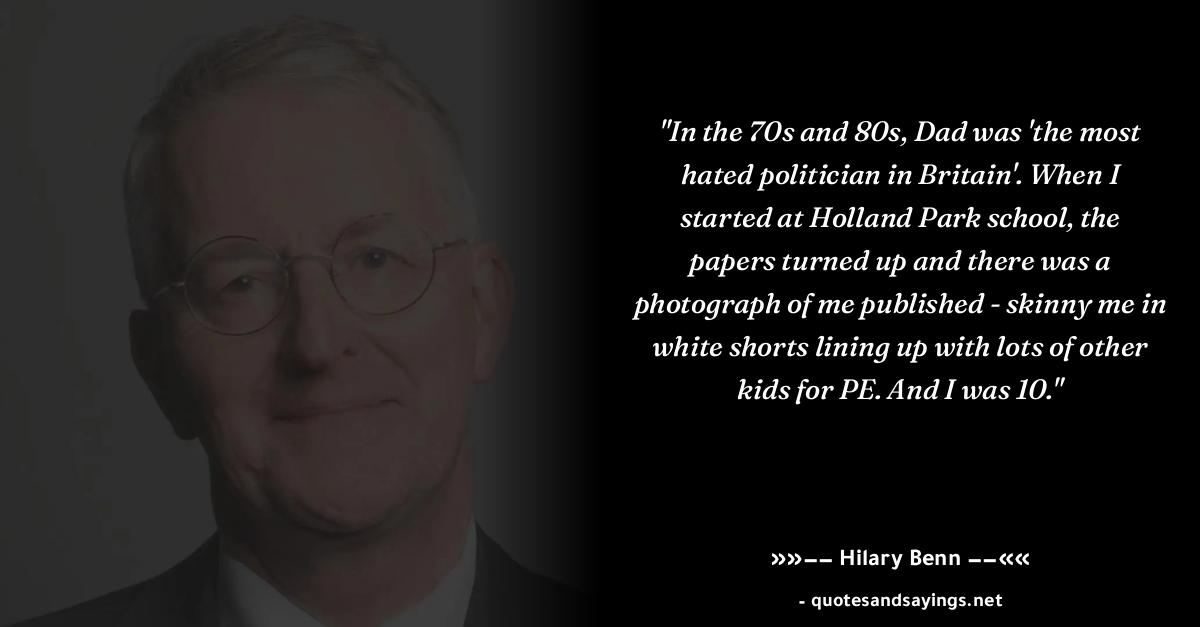 "In the 70s and 80s, Dad was 'the most
hated politician in Britain'. When I
started at Holland Park school, the
papers turned up and there was a
photograph of me published - skinny me in
white shorts lining up with lots of other
kids for PE. And I was 10."
»»−− Hilary Benn −−««
- quotesandsayings.net